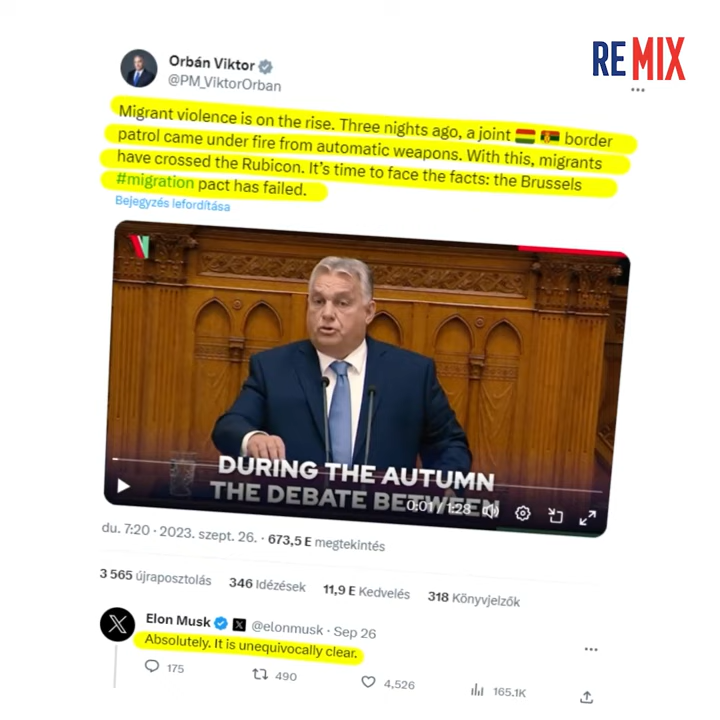 REMIX
Orbán Viktor
@PM_ViktorOrban
Migrant violence is on the rise. Three nights ago, a joint border
patrol came under fire from automatic weapons. With this, migrants
have crossed the Rubicon. It's time to face the facts: the Brussels
#migration pact has failed.
Bejegyzés lefordítása
DURING THE AUTUMN
THE DEBATE BETWEEN
0:01 / 1:28
du. 7:20 · 2023. szept. 26. · 673,5 E megtekintés
3 565 újraposztolás 346 Idézések 11,9 E Kedvelés 318 Könyvjelzők
Elon Musk @elonmusk · Sep 26
Absolutely. It is unequivocally clear.
175 490 4,526 165.1K